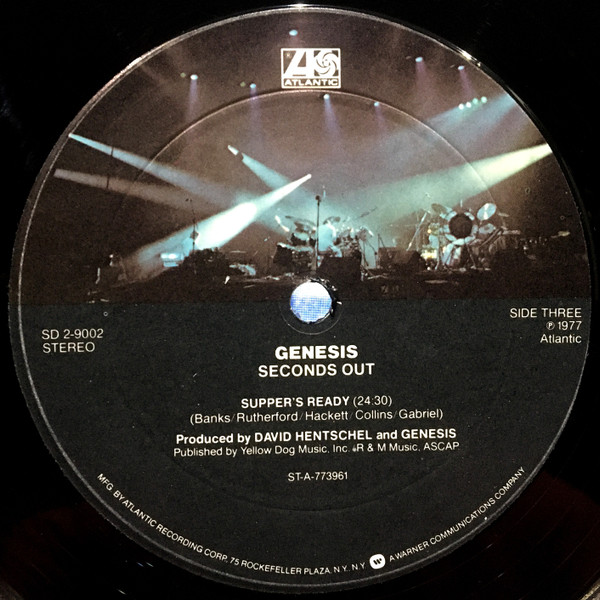 ATLANTIC
SD 2-9002
STEREO
SIDE THREE
℗ 1977
Atlantic
GENESIS
SECONDS OUT
SUPPER'S READY (24:30)
(Banks/Rutherford/Hackett/Collins/Gabriel)
Produced by DAVID HENTSCHEL and GENESIS
Published by Yellow Dog Music, Inc. R & M Music, ASCAP
ST-A-773961
MFG. BY ATLANTIC RECORDING CORP., 75 ROCKEFELLER PLAZA, N.Y., N.Y. W A WARNER COMMUNICATIONS COMPANY